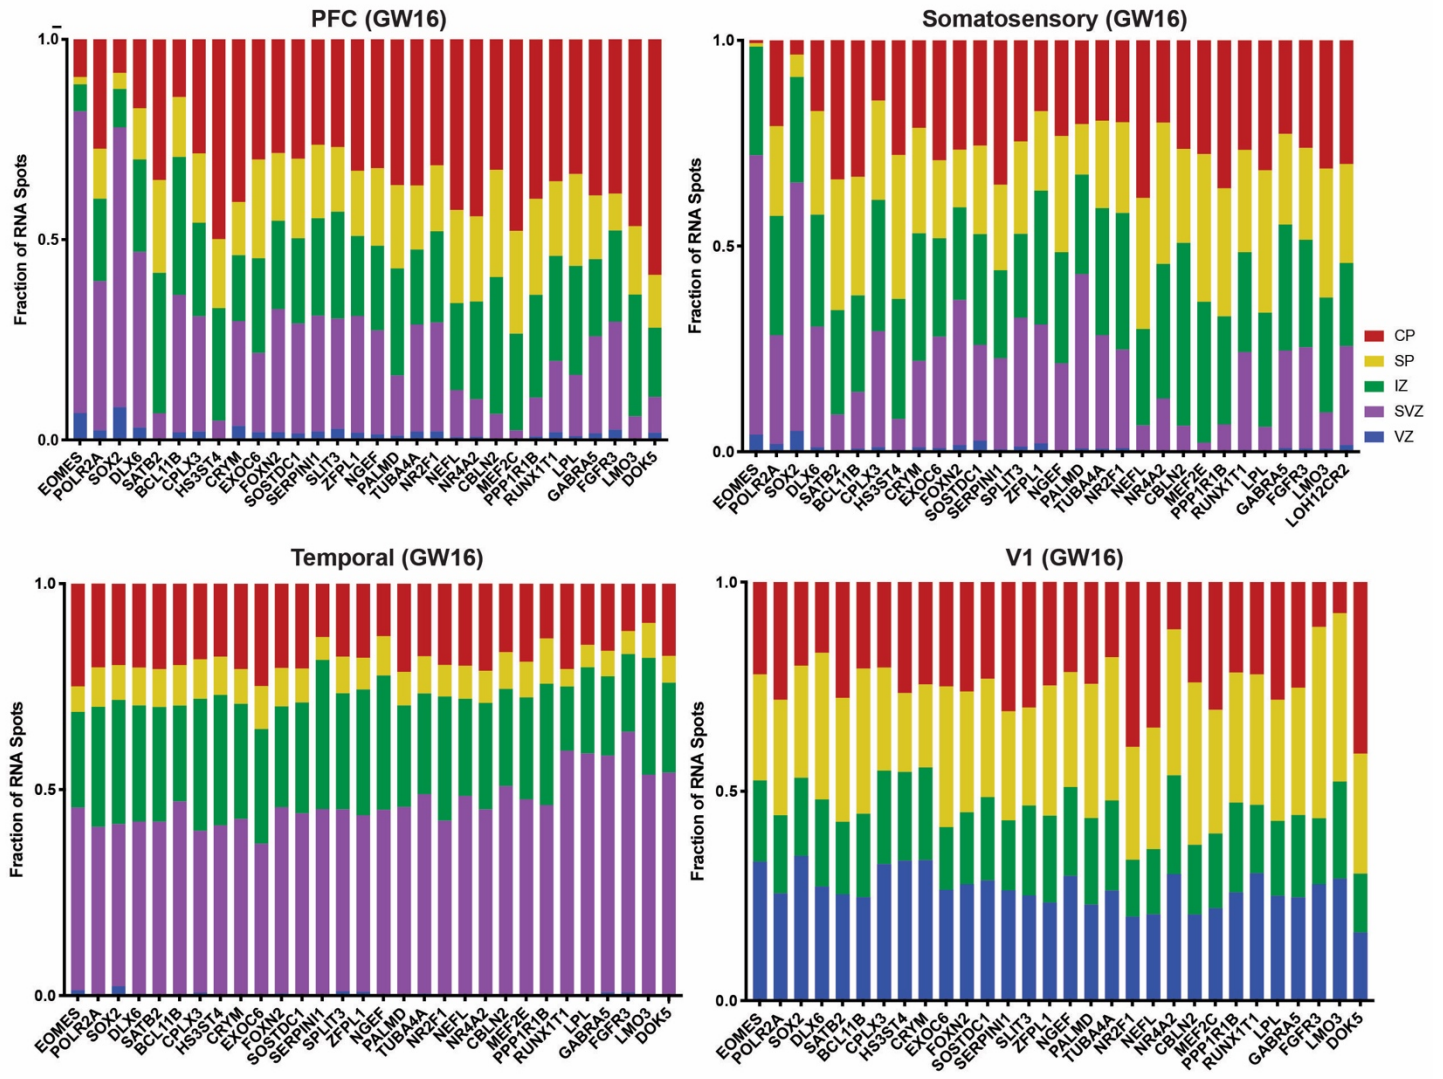 PFC (GW16)
Fraction of RNA Spots
1.0
0.5
0.0
EOMES
POLR2A
SOX2
DLX6
SATB2
BCL11B
CPLX3
HS3ST4
CRYM
EXOC6
FOXN2
SOSTDC1
SERPINI1
SLIT3
ZFPL1
NGEF
PALMD
TUBA4A
NR2F1
NEFL
NR4A2
CBLN2
MEF2C
PPP1R1B
RUNX1T1
LPL
GABRA5
FGFR3
LMO3
DOK5
Somatosensory (GW16)
Fraction of RNA Spots
1.0
0.5
0.0
EOMES
POLR2A
SOX2
DLX6
SATB2
BCL11B
CPLX3
HS3ST4
CRYM
EXOC6
FOXN2
SOSTDC1
SERPINI1
SPLIT3
ZFPL1
NGEF
PALMD
TUBA4A
NR2F1
NEFL
NR4A2
CBLN2
MEF2E
PPP1R1B
RUNX1T1
LPL
GABRA5
FGFR3
LMO3
LOH12CR2
CP
SP
IZ
SVZ
VZ
Temporal (GW16)
Fraction of RNA Spots
1.0
0.5
0.0
EOMES
POLR2A
SOX2
DLX6
SATB2
BCL11B
CPLX3
HS3ST4
CRYM
EXOC6
FOXN2
SOSTDC1
SERPINI1
SPLIT3
ZFPL1
NGEF
PALMD
TUBA4A
NR2F1
NEFL
NR4A2
CBLN2
MEF2E
PPP1R1B
RUNX1T1
LPL
GABRA5
FGFR3
LMO3
DOK5
V1 (GW16)
Fraction of RNA Spots
1.0
0.5
0.0
EOMES
POLR2A
SOX2
DLX6
SATB2
BCL11B
CPLX3
HS3ST4
CRYM
EXOC6
FOXN2
SOSTDC1
SERPINI1
SLIT3
ZFPL1
NGEF
PALMD
TUBA4A
NR2F1
NEFL
NR4A2
CBLN2
MEF2C
PPP1R1B
RUNX1T1
LPL
GABRA5
FGFR3
LMO3
DOK5